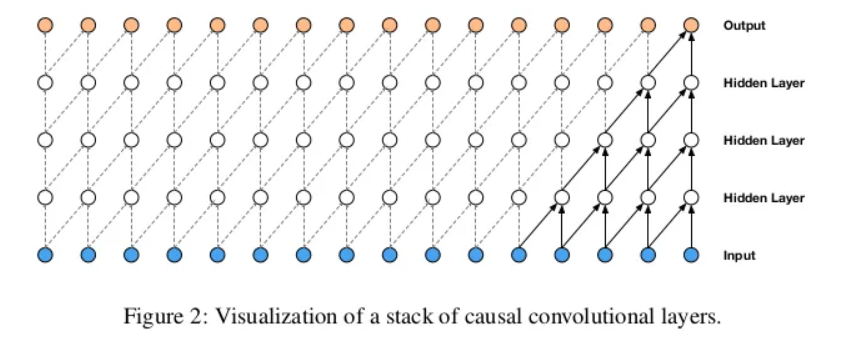 Output
Hidden Layer
Hidden Layer
Hidden Layer
Input
Figure 2: Visualization of a stack of causal convolutional layers.